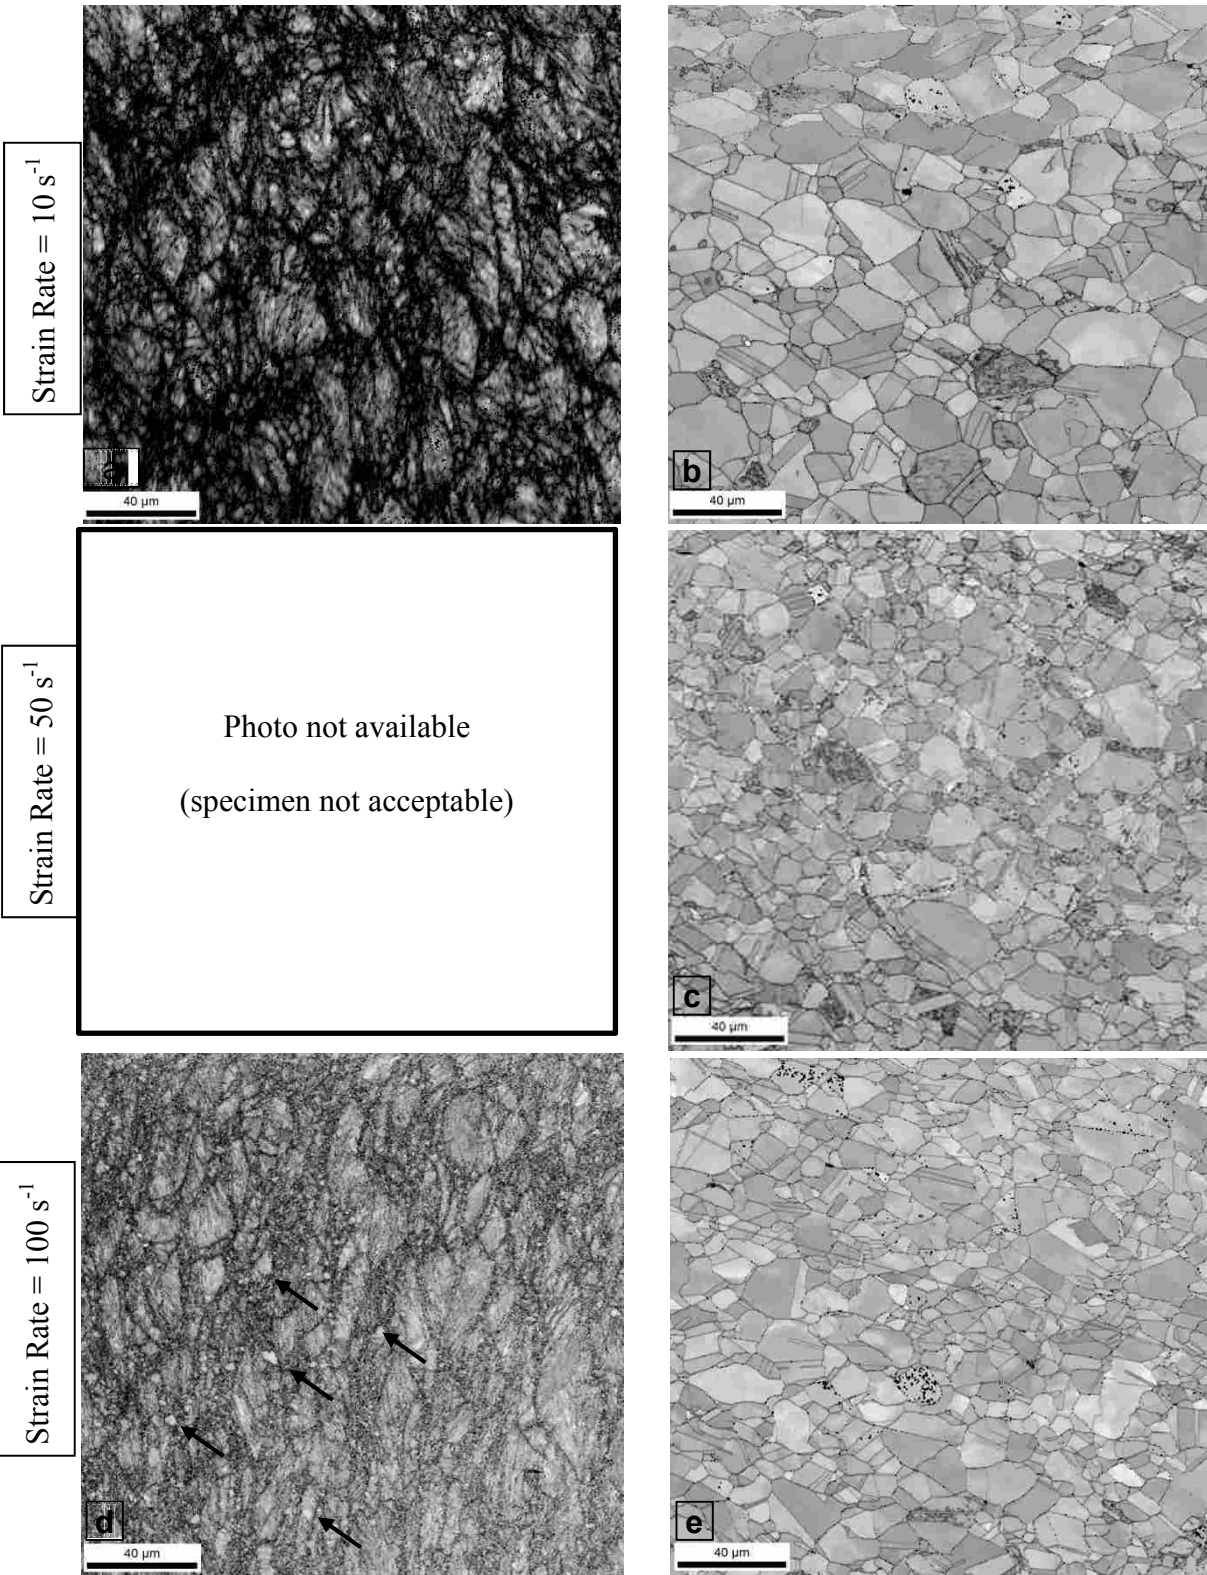 Strain Rate = 10 s⁻¹
a
40 µm
b
40 µm
Strain Rate = 50 s⁻¹
Photo not available
(specimen not acceptable)
c
40 µm
Strain Rate = 100 s⁻¹
d
40 µm
e
40 µm